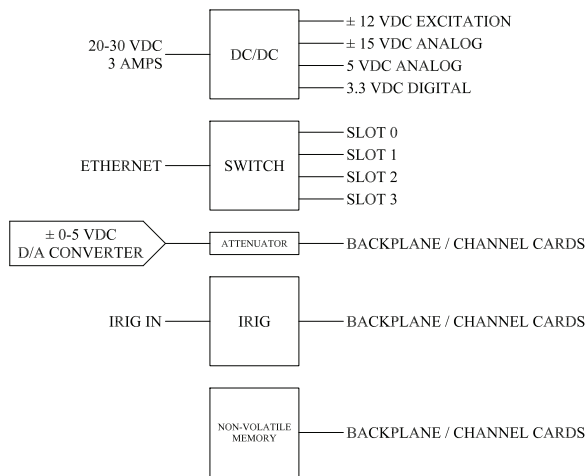 20-30 VDC
3 AMPS
DC/DC
± 12 VDC EXCITATION
± 15 VDC ANALOG
5 VDC ANALOG
3.3 VDC DIGITAL
ETHERNET
SWITCH
SLOT 0
SLOT 1
SLOT 2
SLOT 3
± 0-5 VDC
D/A CONVERTER
ATTENUATOR
BACKPLANE / CHANNEL CARDS
IRIG IN
IRIG
BACKPLANE / CHANNEL CARDS
NON-VOLATILE
MEMORY
BACKPLANE / CHANNEL CARDS